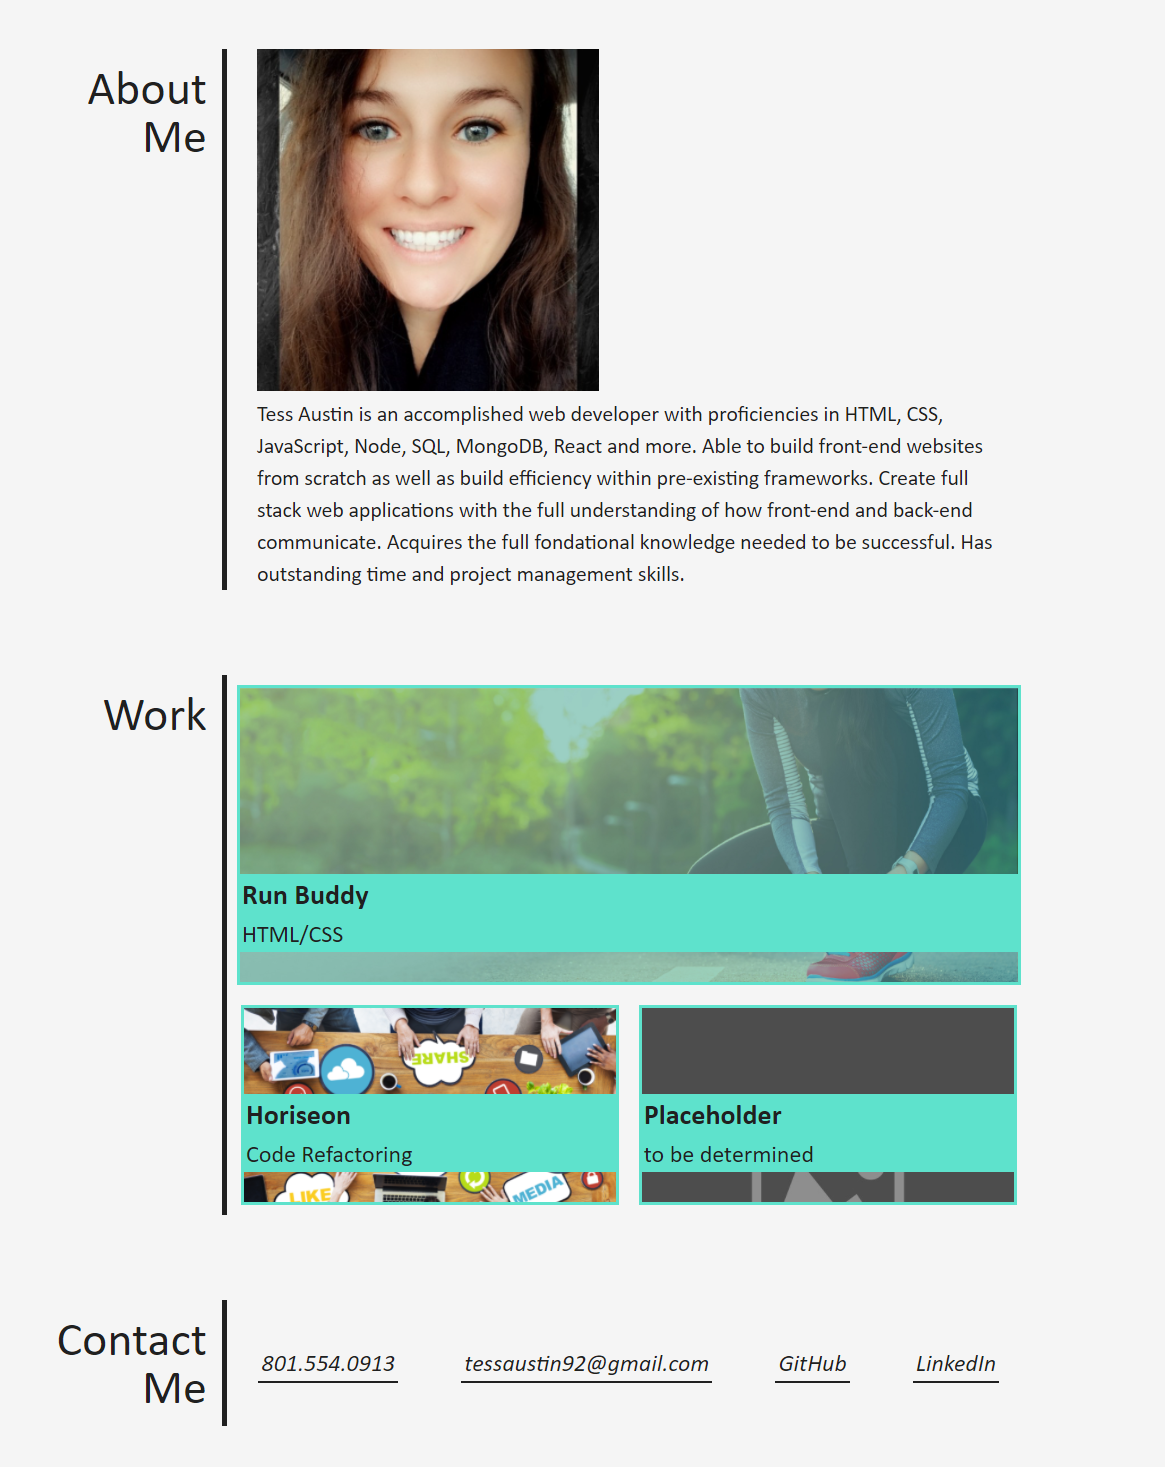 About
Me
Tess Austin is an accomplished web developer with proficiencies in HTML, CSS,
JavaScript, Node, SQL, MongoDB, React and more. Able to build front-end websites
from scratch as well as build efficiency within pre-existing frameworks. Create full
stack web applications with the full understanding of how front-end and back-end
communicate. Acquires the full fondational knowledge needed to be successful. Has
outstanding time and project management skills.
Work
Run Buddy
HTML/CSS
SHARE
Horiseon
Code Refactoring
LIKE
MEDIA
Placeholder
to be determined
Contact
Me
801.554.0913
tessaustin92@gmail.com
GitHub
LinkedIn